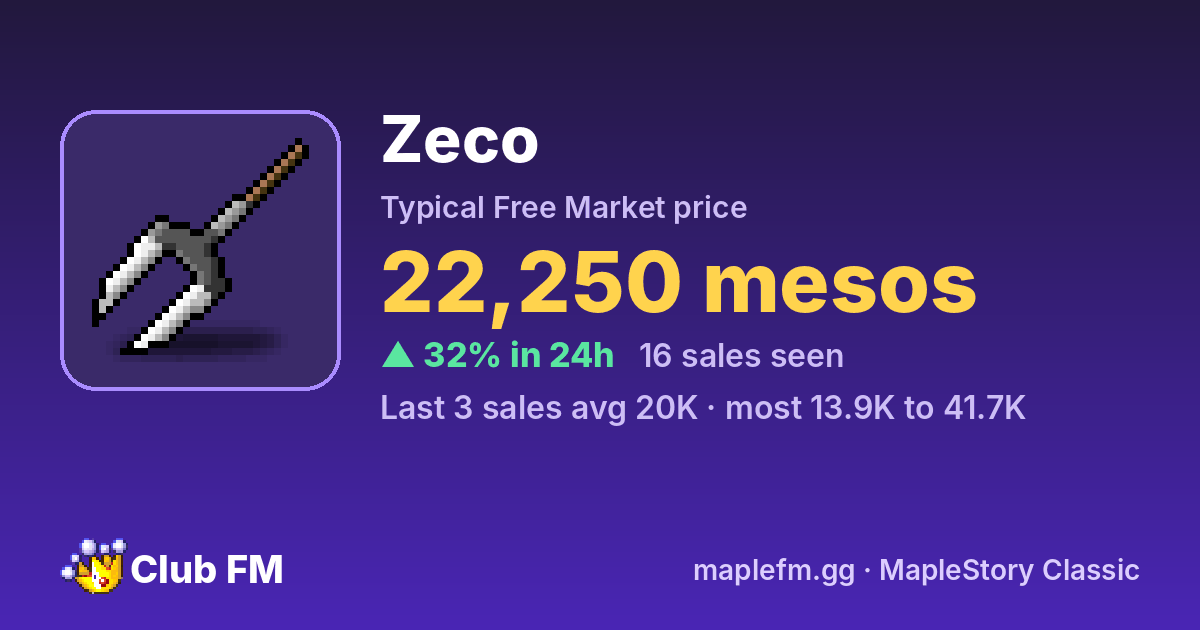 Zeco
Typical Free Market price
22,250 mesos
▲ 32% in 24h 16 sales seen
Last 3 sales avg 20K · most 13.9K to 41.7K
Club FM
maplefm.gg · MapleStory Classic